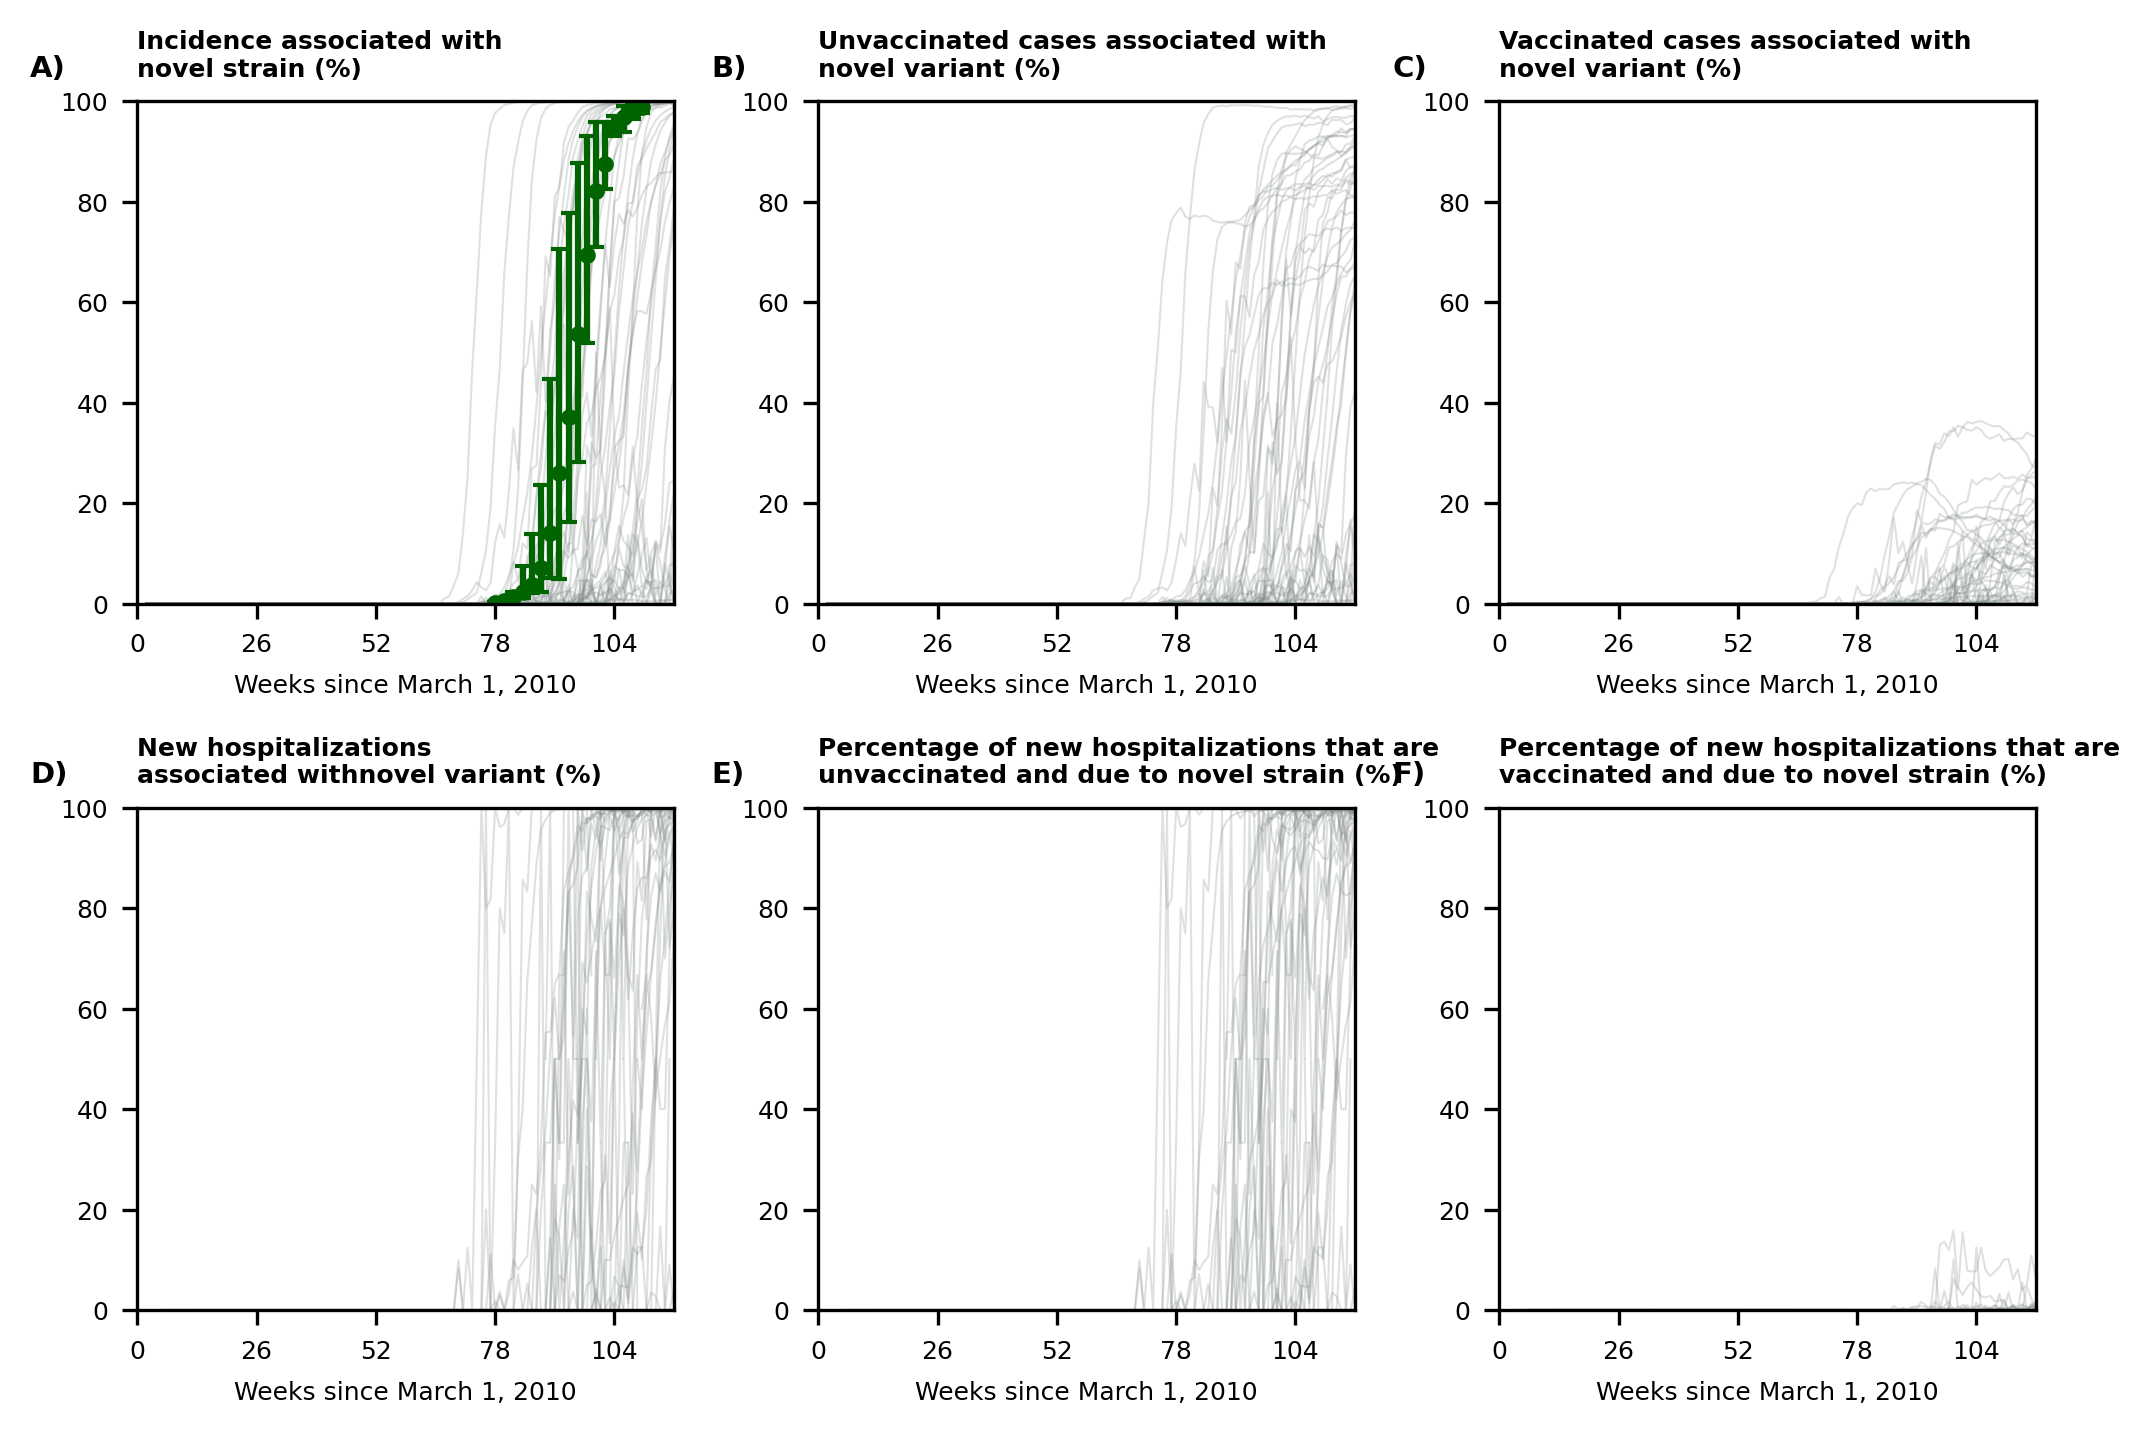 A)
Incidence associated with
novel strain (%)
100
80
60
40
20
0
0 26 52 78 104
Weeks since March 1, 2010
B)
Unvaccinated cases associated with
novel variant (%)
100
80
60
40
20
0
0 26 52 78 104
Weeks since March 1, 2010
C)
Vaccinated cases associated with
novel variant (%)
100
80
60
40
20
0
0 26 52 78 104
Weeks since March 1, 2010
D)
New hospitalizations
associated withnovel variant (%)
100
80
60
40
20
0
0 26 52 78 104
Weeks since March 1, 2010
E)
Percentage of new hospitalizations that are
unvaccinated and due to novel strain (%)
100
80
60
40
20
0
0 26 52 78 104
Weeks since March 1, 2010
F)
Percentage of new hospitalizations that are
vaccinated and due to novel strain (%)
100
80
60
40
20
0
0 26 52 78 104
Weeks since March 1, 2010